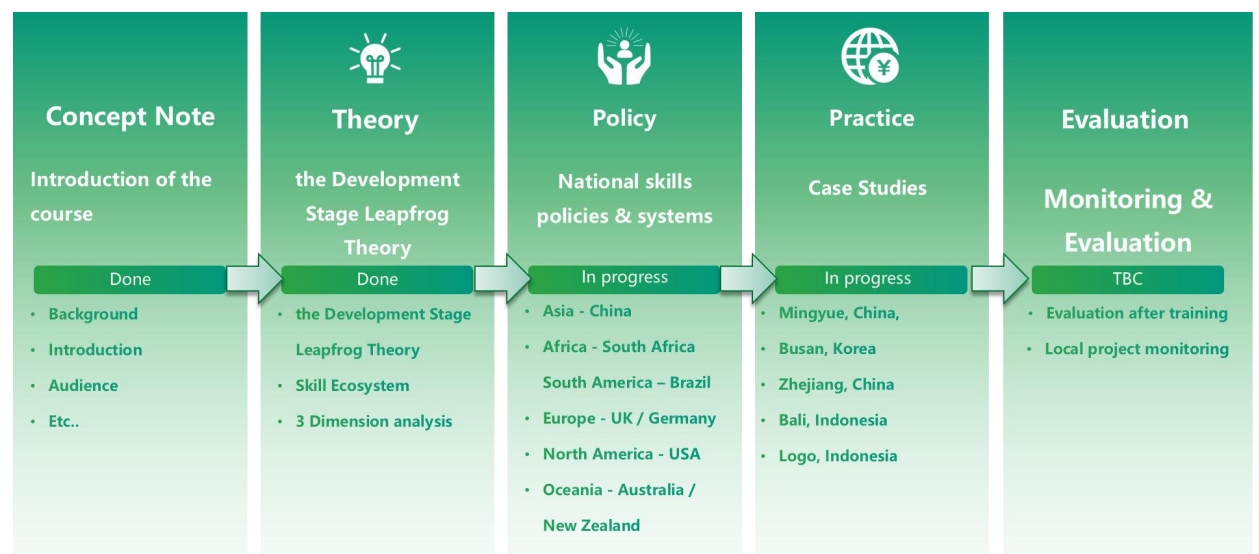 Concept Note
Introduction of the
course
Done
• Background
• Introduction
• Audience
• Etc..
Theory
the Development
Stage Leapfrog
Theory
Done
• the Development Stage
Leapfrog Theory
• Skill Ecosystem
• 3 Dimension analysis
Policy
National skills
policies & systems
In progress
• Asia - China
• Africa - South Africa
South America – Brazil
• Europe - UK / Germany
• North America - USA
• Oceania - Australia /
New Zealand
¥
Practice
Case Studies
In progress
• Mingyue, China,
• Busan, Korea
• Zhejiang, China
• Bali, Indonesia
• Logo, Indonesia
Evaluation
Monitoring &
Evaluation
TBC
• Evaluation after training
• Local project monitoring